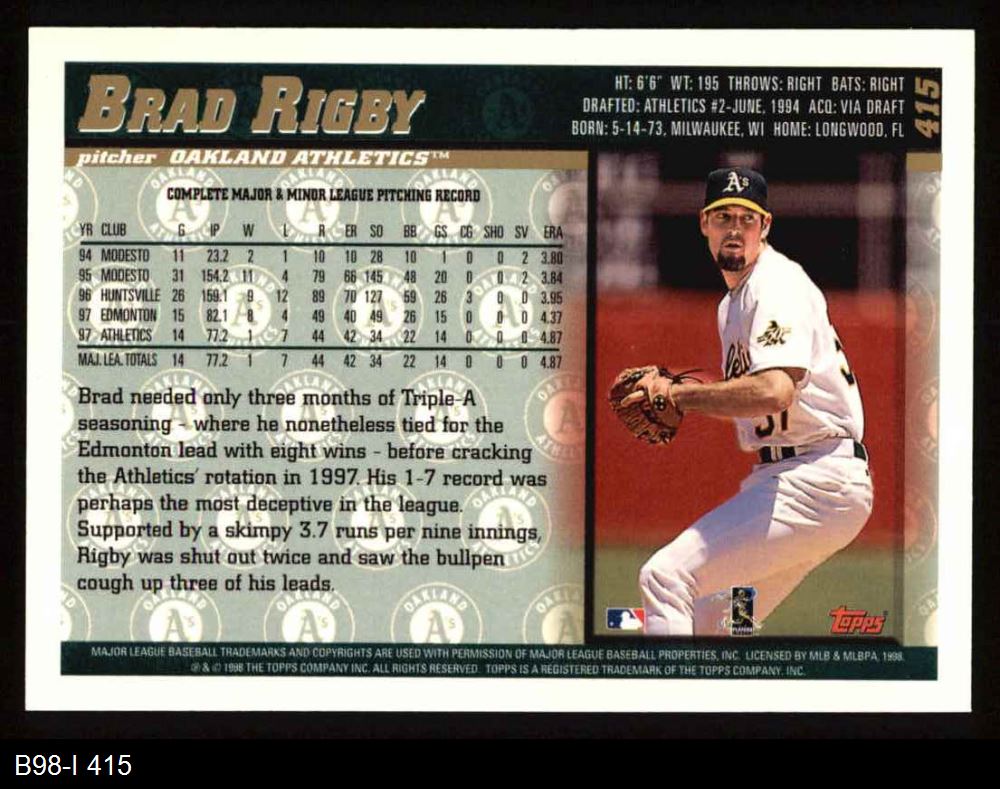 BRAD RIGBY
HT: 6'6" WT: 195 THROWS: RIGHT BATS: RIGHT
DRAFTED: ATHLETICS #2-JUNE, 1994 ACQ: VIA DRAFT
BORN: 5-14-73, MILWAUKEE, WI HOME: LONGWOOD, FL
415
pitcher OAKLAND ATHLETICS™
COMPLETE MAJOR & MINOR LEAGUE PITCHING RECORD
YR CLUB G IP W L R ER SO BB GS CG SHO SV ERA
94 MODESTO 11 23.2 2 1 10 10 28 10 1 0 0 2 3.80
95 MODESTO 31 154.2 11 4 79 66 145 48 20 0 0 2 3.84
96 HUNTSVILLE 26 159.1 9 12 89 70 127 59 26 3 0 0 3.95
97 EDMONTON 15 82.1 8 4 49 40 49 26 15 0 0 0 4.37
97 ATHLETICS 14 77.2 1 7 44 42 34 22 14 0 0 0 4.87
MAJ. LEA. TOTALS 14 77.2 1 7 44 42 34 22 14 0 0 0 4.87
Brad needed only three months of Triple-A
seasoning - where he nonetheless tied for the
Edmonton lead with eight wins - before cracking
the Athletics' rotation in 1997. His 1-7 record was
perhaps the most deceptive in the league.
Supported by a skimpy 3.7 runs per nine innings,
Rigby was shut out twice and saw the bullpen
cough up three of his leads.
A's
31
topps
MAJOR LEAGUE BASEBALL TRADEMARKS AND COPYRIGHTS ARE USED WITH PERMISSION OF MAJOR LEAGUE BASEBALL PROPERTIES, INC. LICENSED BY MLB & MLBPA, 1998.
℗ & © 1998 THE TOPPS COMPANY INC. ALL RIGHTS RESERVED. TOPPS IS A REGISTERED TRADEMARK OF THE TOPPS COMPANY, INC.
B98-I 415